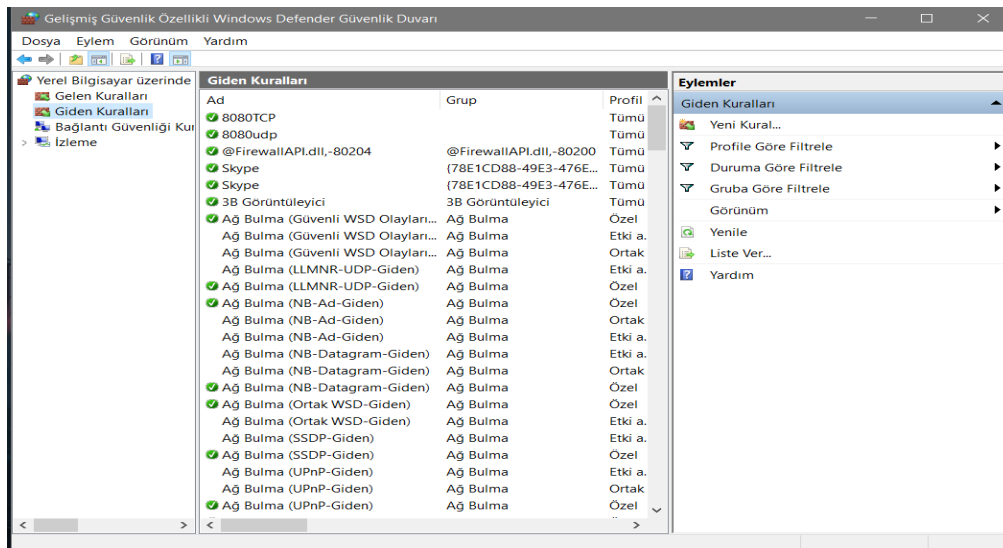 Gelişmiş Güvenlik Özellikli Windows Defender Güvenlik Duvarı
Dosya Eylem Görünüm Yardım
Yerel Bilgisayar üzerinde
Gelen Kuralları
Giden Kuralları
Bağlantı Güvenliği Kur
İzleme
Giden Kuralları
Ad Grup Profil
8080TCP Tümü
8080udp Tümü
@FirewallAPI.dll,-80204 @FirewallAPI.dll,-80200 Tümü
Skype {78E1CD88-49E3-476E... Tümü
Skype {78E1CD88-49E3-476E... Tümü
3B Görüntüleyici 3B Görüntüleyici Tümü
Ağ Bulma (Güvenli WSD Olayları... Ağ Bulma Özel
Ağ Bulma (Güvenli WSD Olayları... Ağ Bulma Etki a.
Ağ Bulma (Güvenli WSD Olayları... Ağ Bulma Ortak
Ağ Bulma (LLMNR-UDP-Giden) Ağ Bulma Etki a.
Ağ Bulma (LLMNR-UDP-Giden) Ağ Bulma Özel
Ağ Bulma (NB-Ad-Giden) Ağ Bulma Özel
Ağ Bulma (NB-Ad-Giden) Ağ Bulma Ortak
Ağ Bulma (NB-Ad-Giden) Ağ Bulma Etki a.
Ağ Bulma (NB-Datagram-Giden) Ağ Bulma Etki a.
Ağ Bulma (NB-Datagram-Giden) Ağ Bulma Ortak
Ağ Bulma (NB-Datagram-Giden) Ağ Bulma Özel
Ağ Bulma (Ortak WSD-Giden) Ağ Bulma Özel
Ağ Bulma (Ortak WSD-Giden) Ağ Bulma Etki a.
Ağ Bulma (SSDP-Giden) Ağ Bulma Etki a.
Ağ Bulma (SSDP-Giden) Ağ Bulma Özel
Ağ Bulma (UPnP-Giden) Ağ Bulma Etki a.
Ağ Bulma (UPnP-Giden) Ağ Bulma Ortak
Ağ Bulma (UPnP-Giden) Ağ Bulma Özel
Eylemler
Giden Kuralları
Yeni Kural...
Profile Göre Filtrele
Duruma Göre Filtrele
Gruba Göre Filtrele
Görünüm
Yenile
Liste Ver...
Yardım